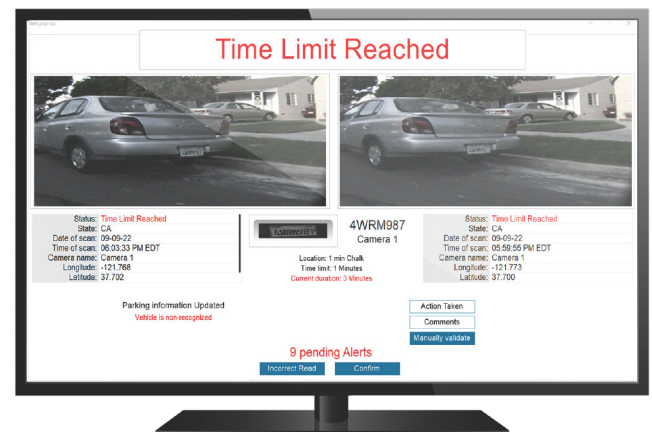 Time Limit Reached
Status: Time Limit Reached
State: CA
Date of scan: 09-09-22
Time of scan: 06:03:33 PM EDT
Camera name: Camera 1
Longitude: -121.768
Latitude: 37.702
4WRM987
Camera 1
Location: 1 min Chalk
Time limit: 1 Minutes
Current duration: 3 Minutes
Status: Time Limit Reached
State: CA
Date of scan: 09-09-22
Time of scan: 05:59:55 PM EDT
Camera name: Camera 1
Longitude: -121.773
Latitude: 37.700
Parking information Updated
Vehicle is non-recognized
Action Taken
Comments
Manually validate
9 pending Alerts
Incorrect Read
Confirm